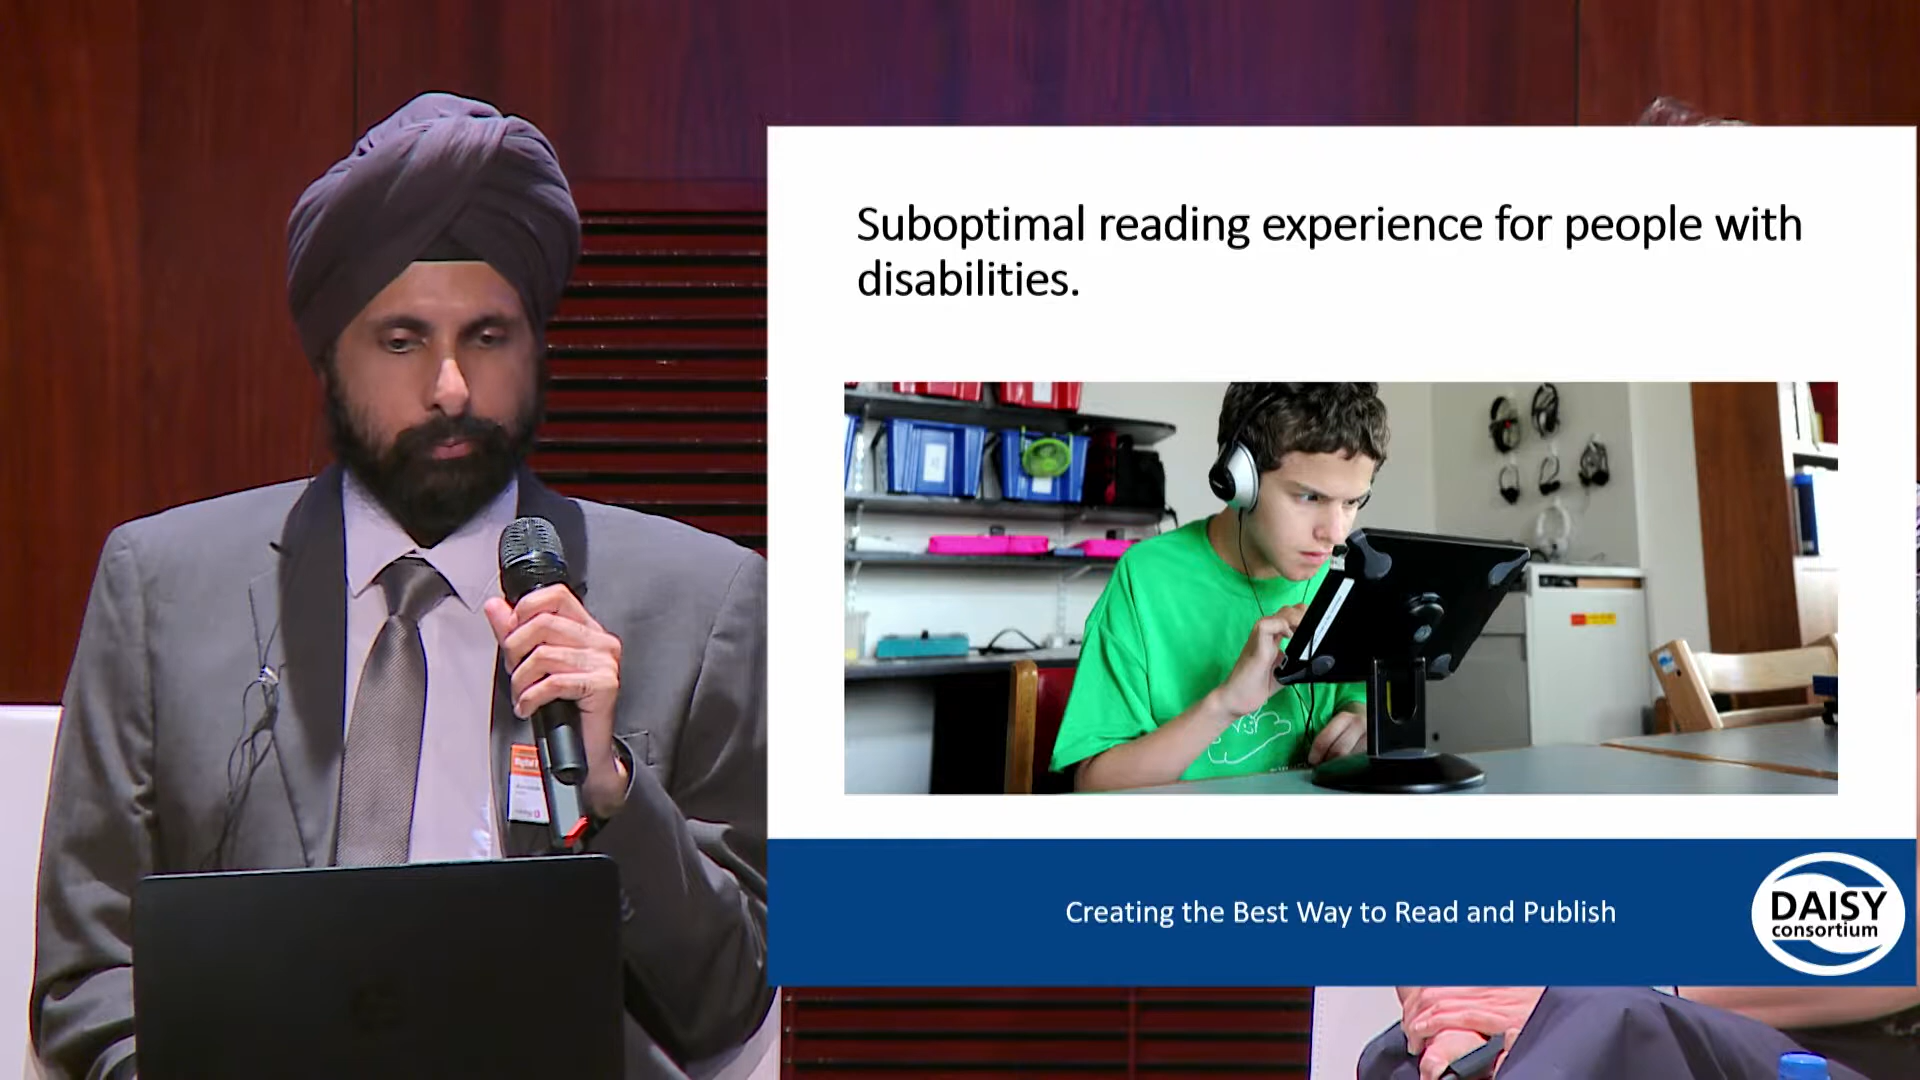 Suboptimal reading experience for people with
disabilities.
Creating the Best Way to Read and Publish
DAISY
consortium